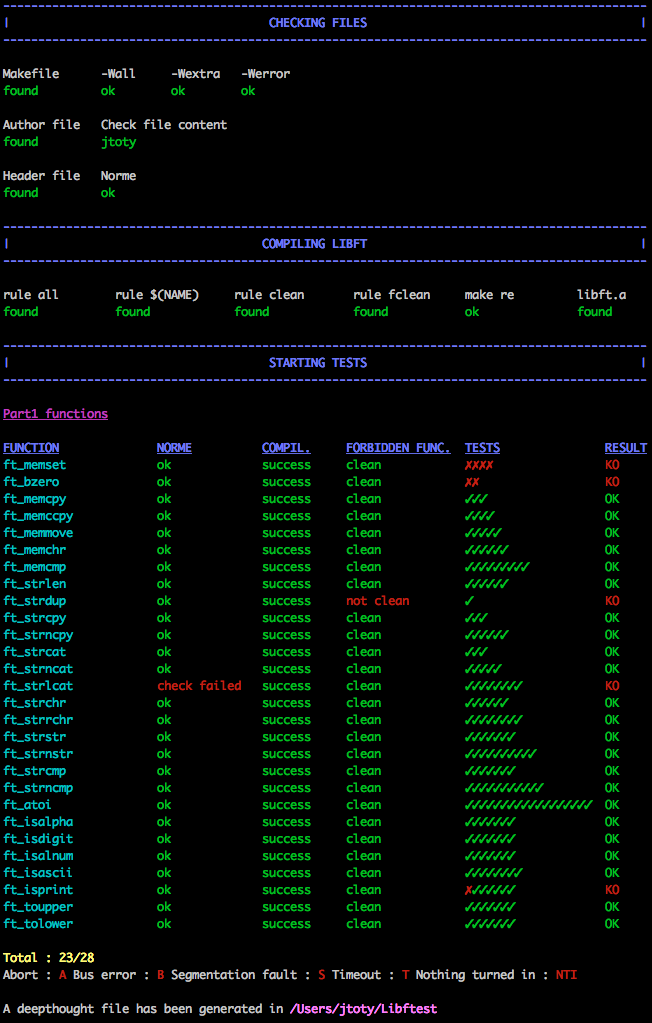 | CHECKING FILES |
Makefile -Wall -Wextra -Werror
found ok ok ok
Author file Check file content
found jtoty
Header file Norme
found ok
| COMPILING LIBFT |
rule all rule $(NAME) rule clean rule fclean make re libft.a
found found found found ok found
| STARTING TESTS |
Part1 functions
FUNCTION NORME COMPIL. FORBIDDEN FUNC. TESTS RESULT
ft_memset ok success clean ✗✗✗✗ KO
ft_bzero ok success clean ✗✗ KO
ft_memcpy ok success clean ✓✓✓ OK
ft_memccpy ok success clean ✓✓✓✓ OK
ft_memmove ok success clean ✓✓✓✓✓ OK
ft_memchr ok success clean ✓✓✓✓✓✓ OK
ft_memcmp ok success clean ✓✓✓✓✓✓✓✓✓ OK
ft_strlen ok success clean ✓✓✓✓✓✓ OK
ft_strdup ok success not clean ✓ KO
ft_strcpy ok success clean ✓✓✓ OK
ft_strncpy ok success clean ✓✓✓✓✓✓ OK
ft_strcat ok success clean ✓✓✓ OK
ft_strncat ok success clean ✓✓✓✓✓ OK
ft_strlcat check failed success clean ✓✓✓✓✓✓✓✓ KO
ft_strchr ok success clean ✓✓✓✓✓✓ OK
ft_strrchr ok success clean ✓✓✓✓✓✓✓✓ OK
ft_strstr ok success clean ✓✓✓✓✓✓✓ OK
ft_strnstr ok success clean ✓✓✓✓✓✓✓✓✓✓ OK
ft_strcmp ok success clean ✓✓✓✓✓✓✓ OK
ft_strncmp ok success clean ✓✓✓✓✓✓✓✓✓✓✓ OK
ft_atoi ok success clean ✓✓✓✓✓✓✓✓✓✓✓✓✓✓✓✓✓✓ OK
ft_isalpha ok success clean ✓✓✓✓✓✓✓ OK
ft_isdigit ok success clean ✓✓✓✓✓✓✓ OK
ft_isalnum ok success clean ✓✓✓✓✓✓✓ OK
ft_isascii ok success clean ✓✓✓✓✓✓✓✓ OK
ft_isprint ok success clean ✗✓✓✓✓✓✓ KO
ft_toupper ok success clean ✓✓✓✓✓✓✓ OK
ft_tolower ok success clean ✓✓✓✓✓✓✓ OK
Total : 23/28
Abort : A Bus error : B Segmentation fault : S Timeout : T Nothing turned in : NTI
A deepthought file has been generated in /Users/jtoty/Libftest